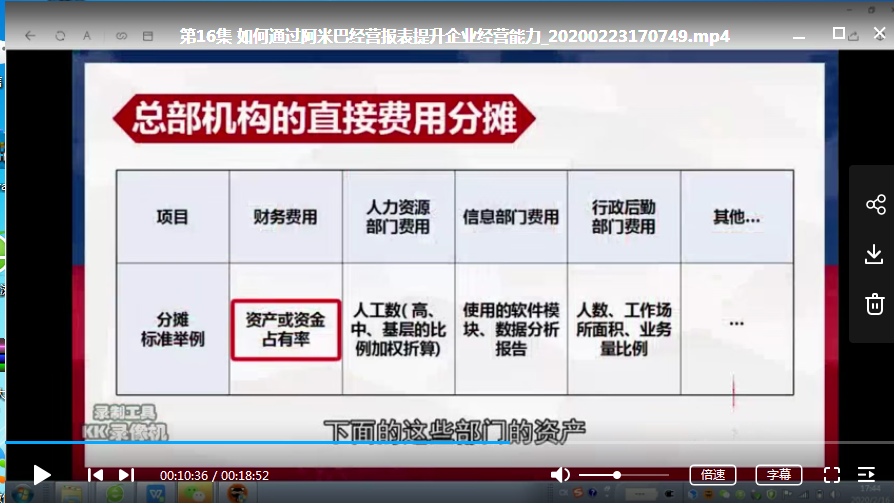 第16集 如何通过阿米巴经营报表提升企业经营能力_20200223170749.mp4
总部机构的直接费用分摊
项目
财务费用
人力资源
部门费用
信息部门费用
行政后勤
部门费用
其他...
分摊
标准举例
资产或资金
占有率
人工数( 高、
中、基层的比
例加权折算)
使用的软件模
块、数据分析
报告
人数、工作场
所面积、业务
量比例
...
录制工具
KK录像机
下面的这些部门的资产
00:10:36 / 00:18:52
倍速
字幕